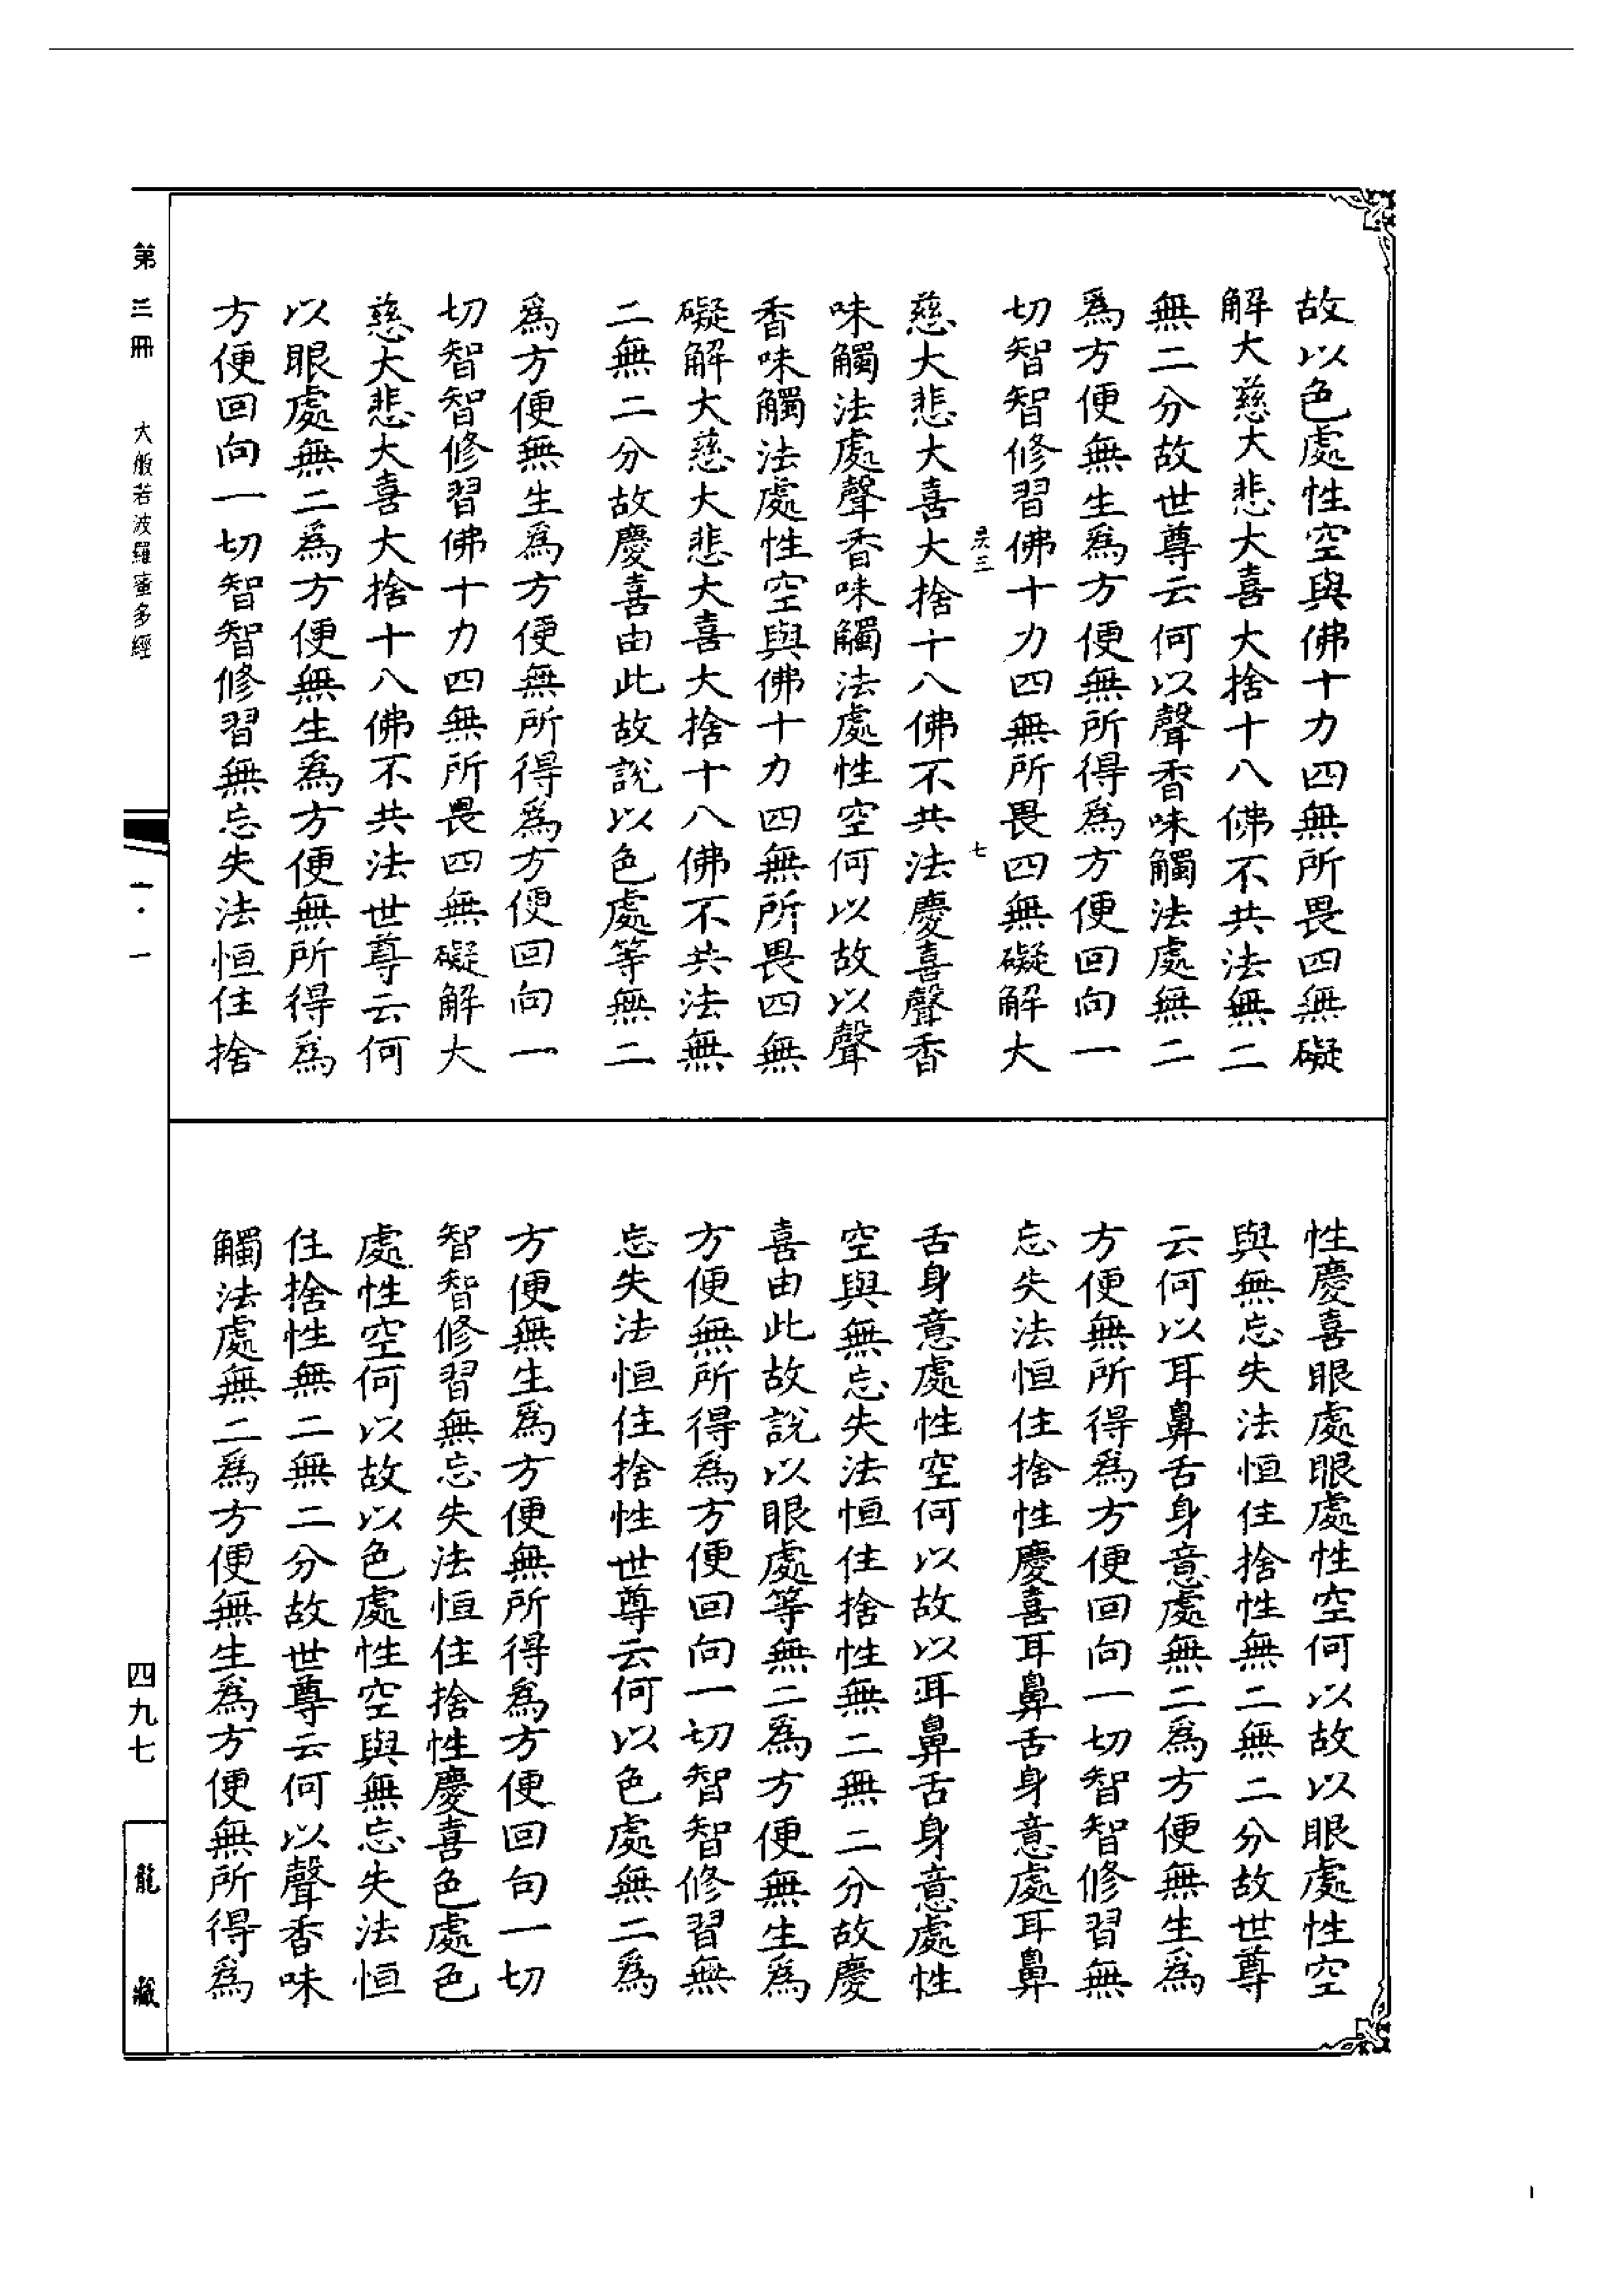 故以色處性空與佛十力四無所畏四無礙
解大慈大悲大喜大捨十八佛不共法無二
無二分故世尊云何以聲香味觸法處無二
爲方便無生爲方便無所得爲方便回向一
切智智修習佛十力四無所畏四無礙解大
慈大悲大喜大捨十八佛不共法慶喜聲香
味觸法處聲香味觸法處性空何以故以聲
香味觸法處性空與佛十力四無所畏四無
礙解大慈大悲大喜大捨十八佛不共法無
二無二分故慶喜由此故説以色處等無二
爲方便無生爲方便無所得爲方便回向一
切智智修習佛十力四無所畏四無礙解大
慈大悲大喜大捨十八佛不共法世尊云何
以眼處無二爲方便無生爲方便無所得爲
方便回向一切智智修習無忘失法恒住捨
性慶喜眼處眼處性空何以故以眼處性空
與無忘失法恒住捨性無二無二分故世尊
云何以耳鼻舌身意處無二爲方便無生爲
方便無所得爲方便回向一切智智修習無
忘失法恒住捨性慶喜耳鼻舌身意處耳鼻
舌身意處性空何以故以耳鼻舌身意處性
空與無忘失法恒住捨性無二無二分故慶
喜由此故説以眼處等無二爲方便無生爲
方便無所得爲方便回向一切智智修習無
忘失法恒住捨性世尊云何以色處無二爲
方便無生爲方便無所得爲方便回向一切
智智修習無忘失法恒住捨性慶喜色處色
處性空何以故以色處性空與無忘失法恒
住捨性無二無二分故世尊云何以聲香味
觸法處無二爲方便無生爲方便無所得爲
三
七
第三冊
大般若波羅蜜多經
一·一
四九七
龍藏